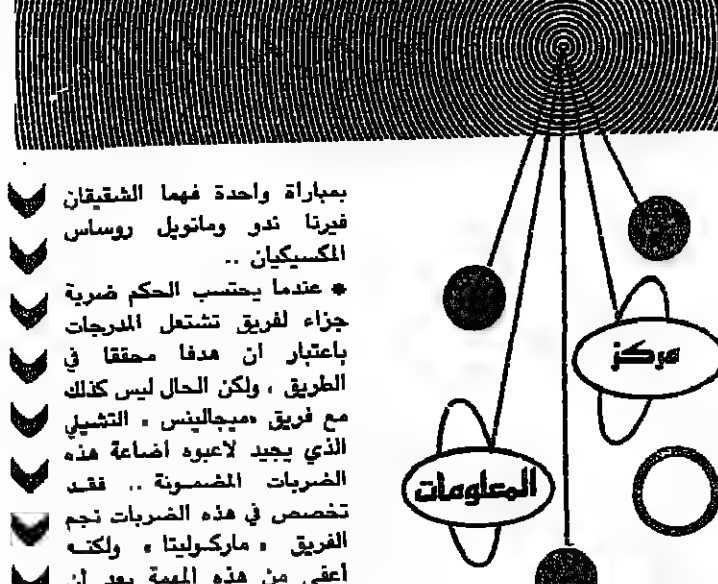 بمباراة واحدة فهما الشقيقان
فيرنا ندو ومانويل روساس
المكسيكيان ..
* عندما يحتسب الحكم ضربة
جزاء لفريق تشتعل المدرجات
باعتبار ان هدفا محققا في
الطريق ، ولكن الحال ليس كذلك
مع فريق «ميجالينس » التشيلي
الذي يجيد لاعبوه اضاعة هذه
الضربات المضمونة .. فقد
تخصص في هذه الضربات نجم
الفريق « ماركوليتا » ولكنه
أعفي من هذه المهمة بعد ان
مركز
المعلومات